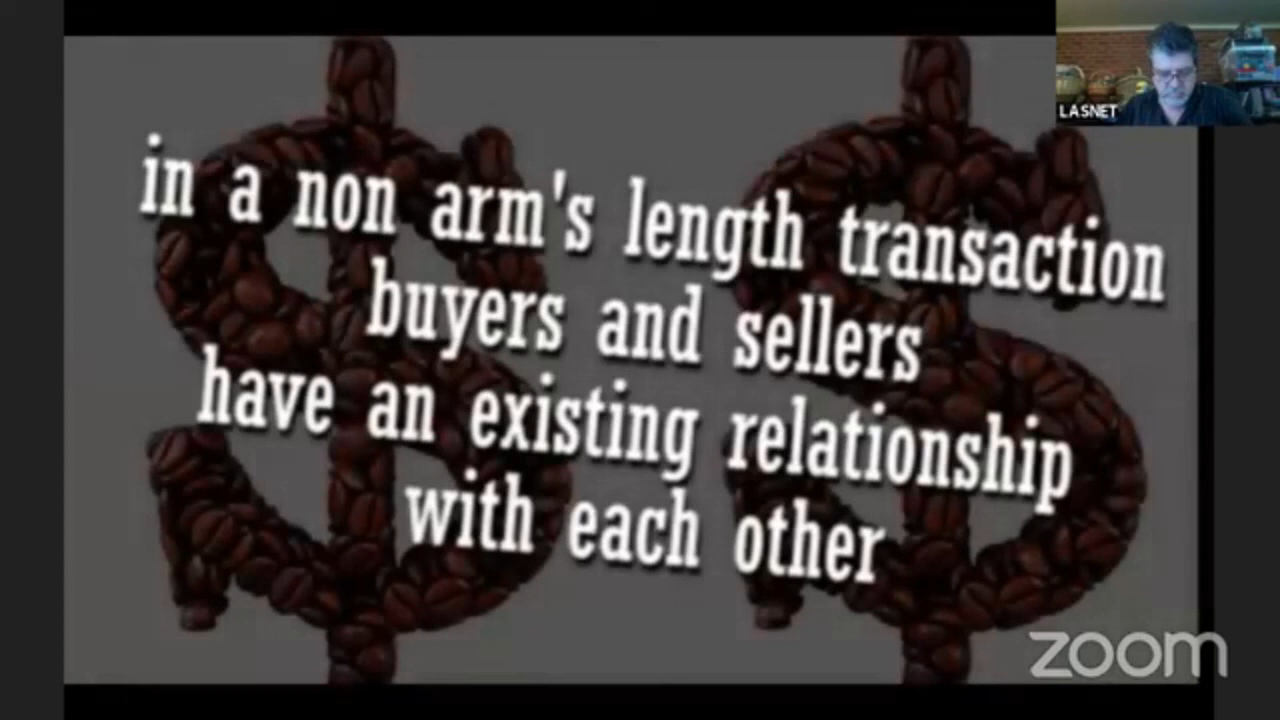 LASNET
in a non arm's length transaction
buyers and sellers
have an existing relationship
with each other
zoom